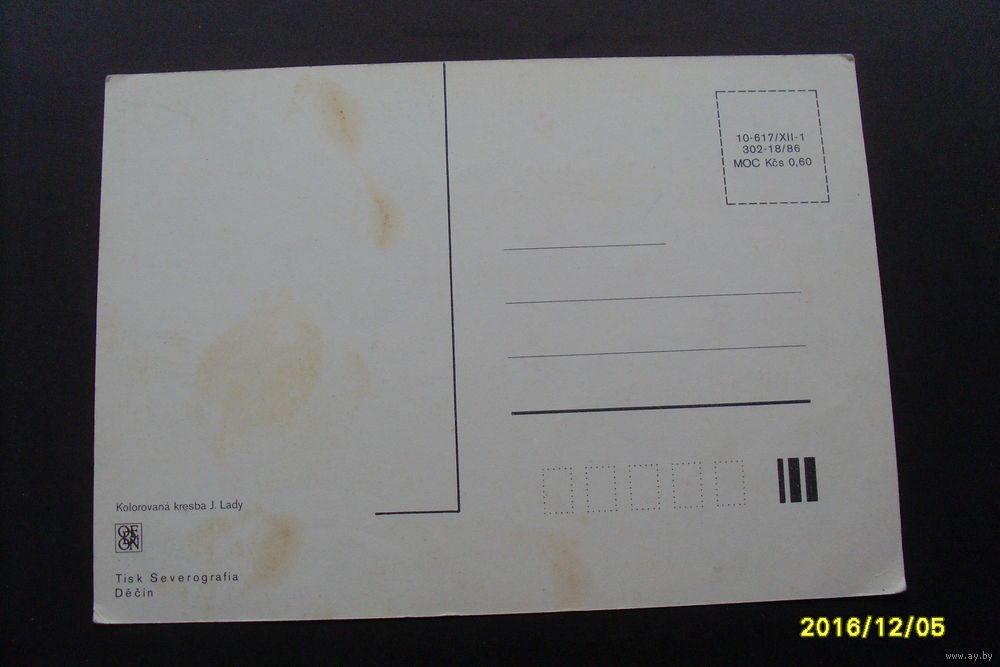 10-617/XII-1
302-18/86
MOC Kčs 0,60
Kolorovaná kresba J. Lady
ODEON
Tisk Severografia
Děčín
2016/12/05
www.ay.by